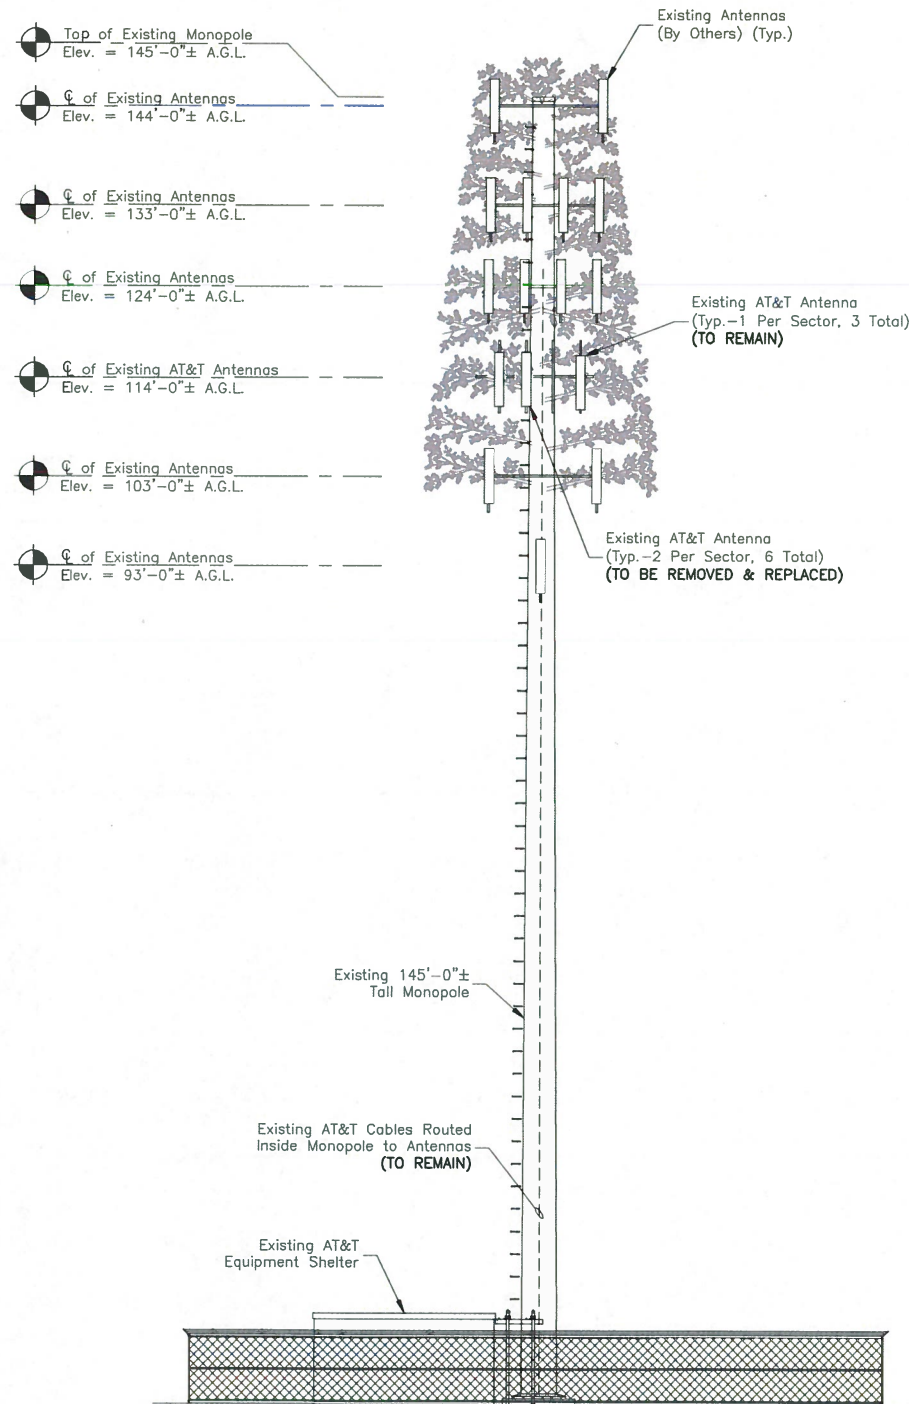 Top of Existing Monopole
Elev. = 145'-0"± A.G.L.
℄ of Existing Antennas
Elev. = 144'-0"± A.G.L.
℄ of Existing Antennas
Elev. = 133'-0"± A.G.L.
℄ of Existing Antennas
Elev. = 124'-0"± A.G.L.
℄ of Existing AT&T Antennas
Elev. = 114'-0"± A.G.L.
℄ of Existing Antennas
Elev. = 103'-0"± A.G.L.
℄ of Existing Antennas
Elev. = 93'-0"± A.G.L.
Existing Antennas
(By Others) (Typ.)
Existing AT&T Antenna
(Typ.-1 Per Sector, 3 Total)
(TO REMAIN)
Existing AT&T Antenna
(Typ.-2 Per Sector, 6 Total)
(TO BE REMOVED & REPLACED)
Existing 145'-0"±
Tall Monopole
Existing AT&T Cables Routed
Inside Monopole to Antennas
(TO REMAIN)
Existing AT&T
Equipment Shelter